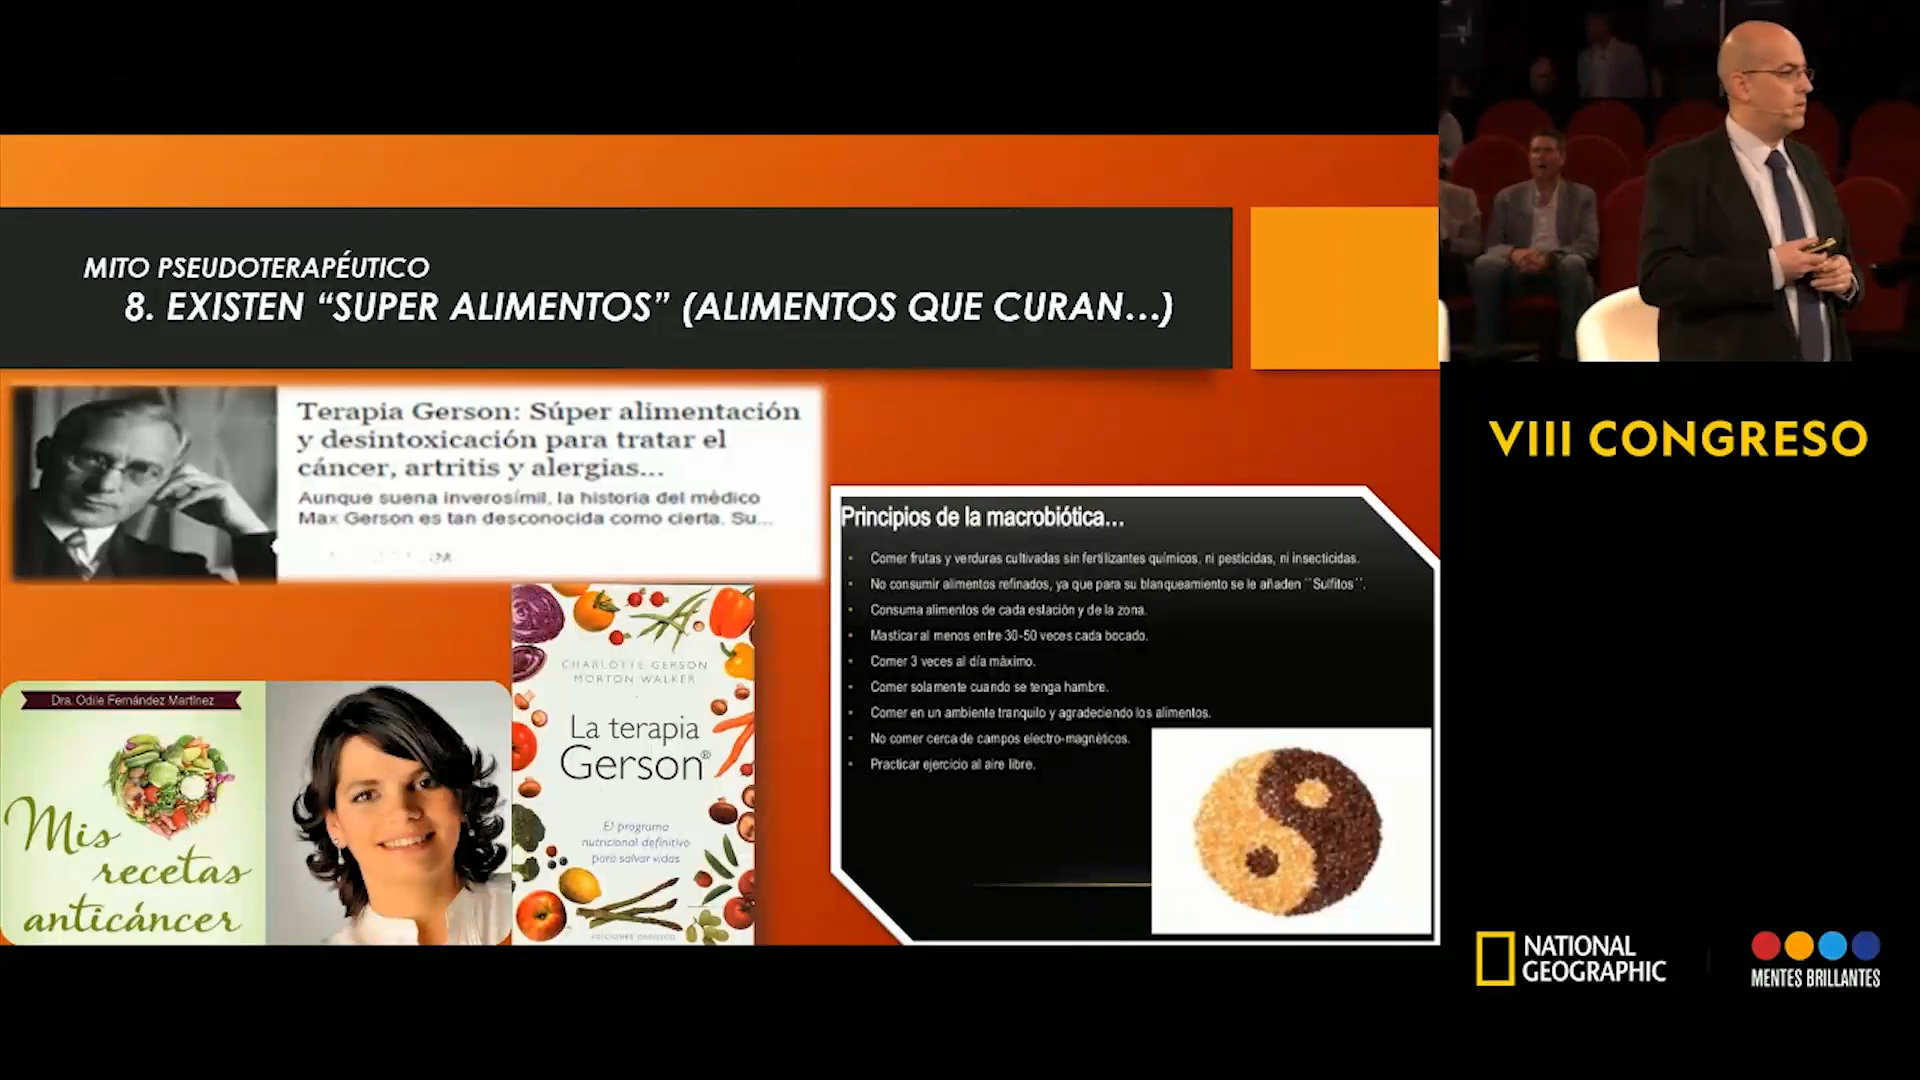 MITO PSEUDOTERAPÉUTICO
8. EXISTEN “SUPER ALIMENTOS” (ALIMENTOS QUE CURAN...)
Terapia Gerson: Súper alimentación
y desintoxicación para tratar el
cáncer, artritis y alergias...
Aunque suena inverosímil, la historia del médico
Max Gerson es tan desconocida como cierta. Su...
Dra. Odile Fernández Martínez
Mis
recetas
anticáncer
CHARLOTTE GERSON
MORTON WALKER
La terapia
Gerson®
El programa
nutricional definitivo
para salvar vidas
Principios de la macrobiótica...
• Comer frutas y verduras cultivadas sin fertilizantes químicos, ni pesticidas, ni insecticidas.
• No consumir alimentos refinados, ya que para su blanqueamiento se le añaden ``Sulfitos´´.
• Consuma alimentos de cada estación y de la zona.
• Masticar al menos entre 30-50 veces cada bocado.
• Comer 3 veces al día máximo.
• Comer solamente cuando se tenga hambre.
• Comer en un ambiente tranquilo y agradeciendo los alimentos.
• No comer cerca de campos electro-magnéticos.
• Practicar ejercicio al aire libre.
VIII CONGRESO
NATIONAL
GEOGRAPHIC
MENTES BRILLANTES